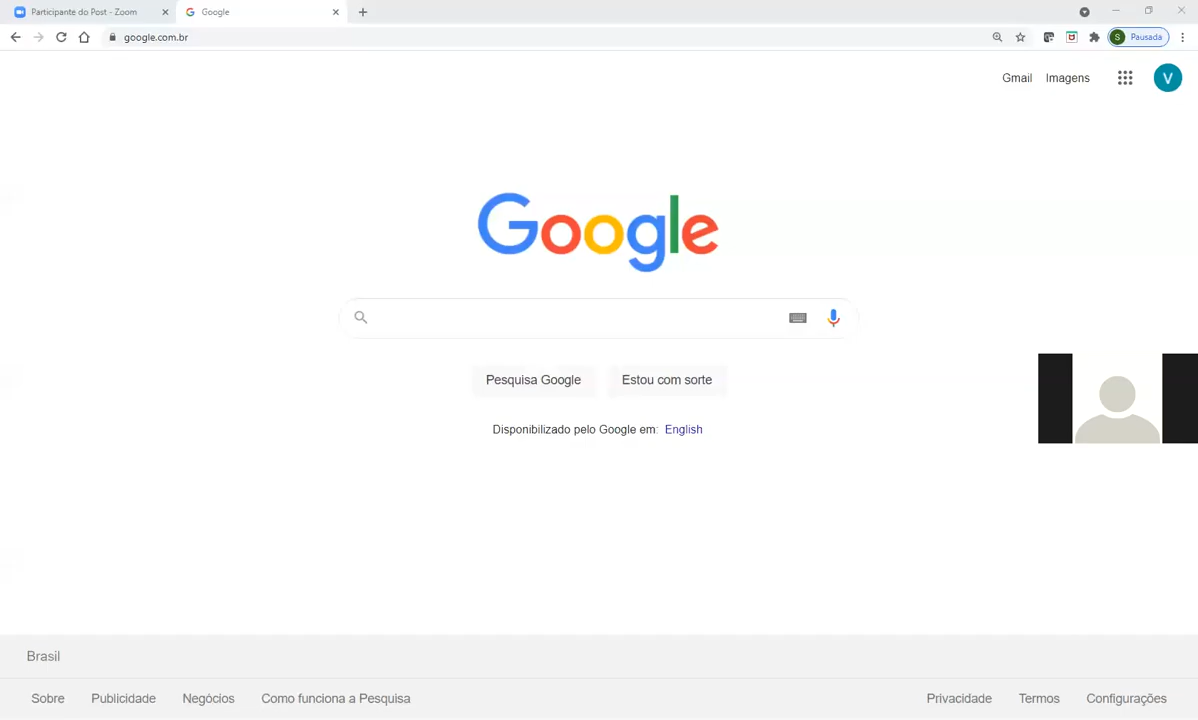 Participante do Post - Zoom
Google
google.com.br
S Pausada
Gmail Imagens V
Google
Pesquisa Google Estou com sorte
Disponibilizado pelo Google em: English
Brasil
Sobre Publicidade Negócios Como funciona a Pesquisa Privacidade Termos Configurações